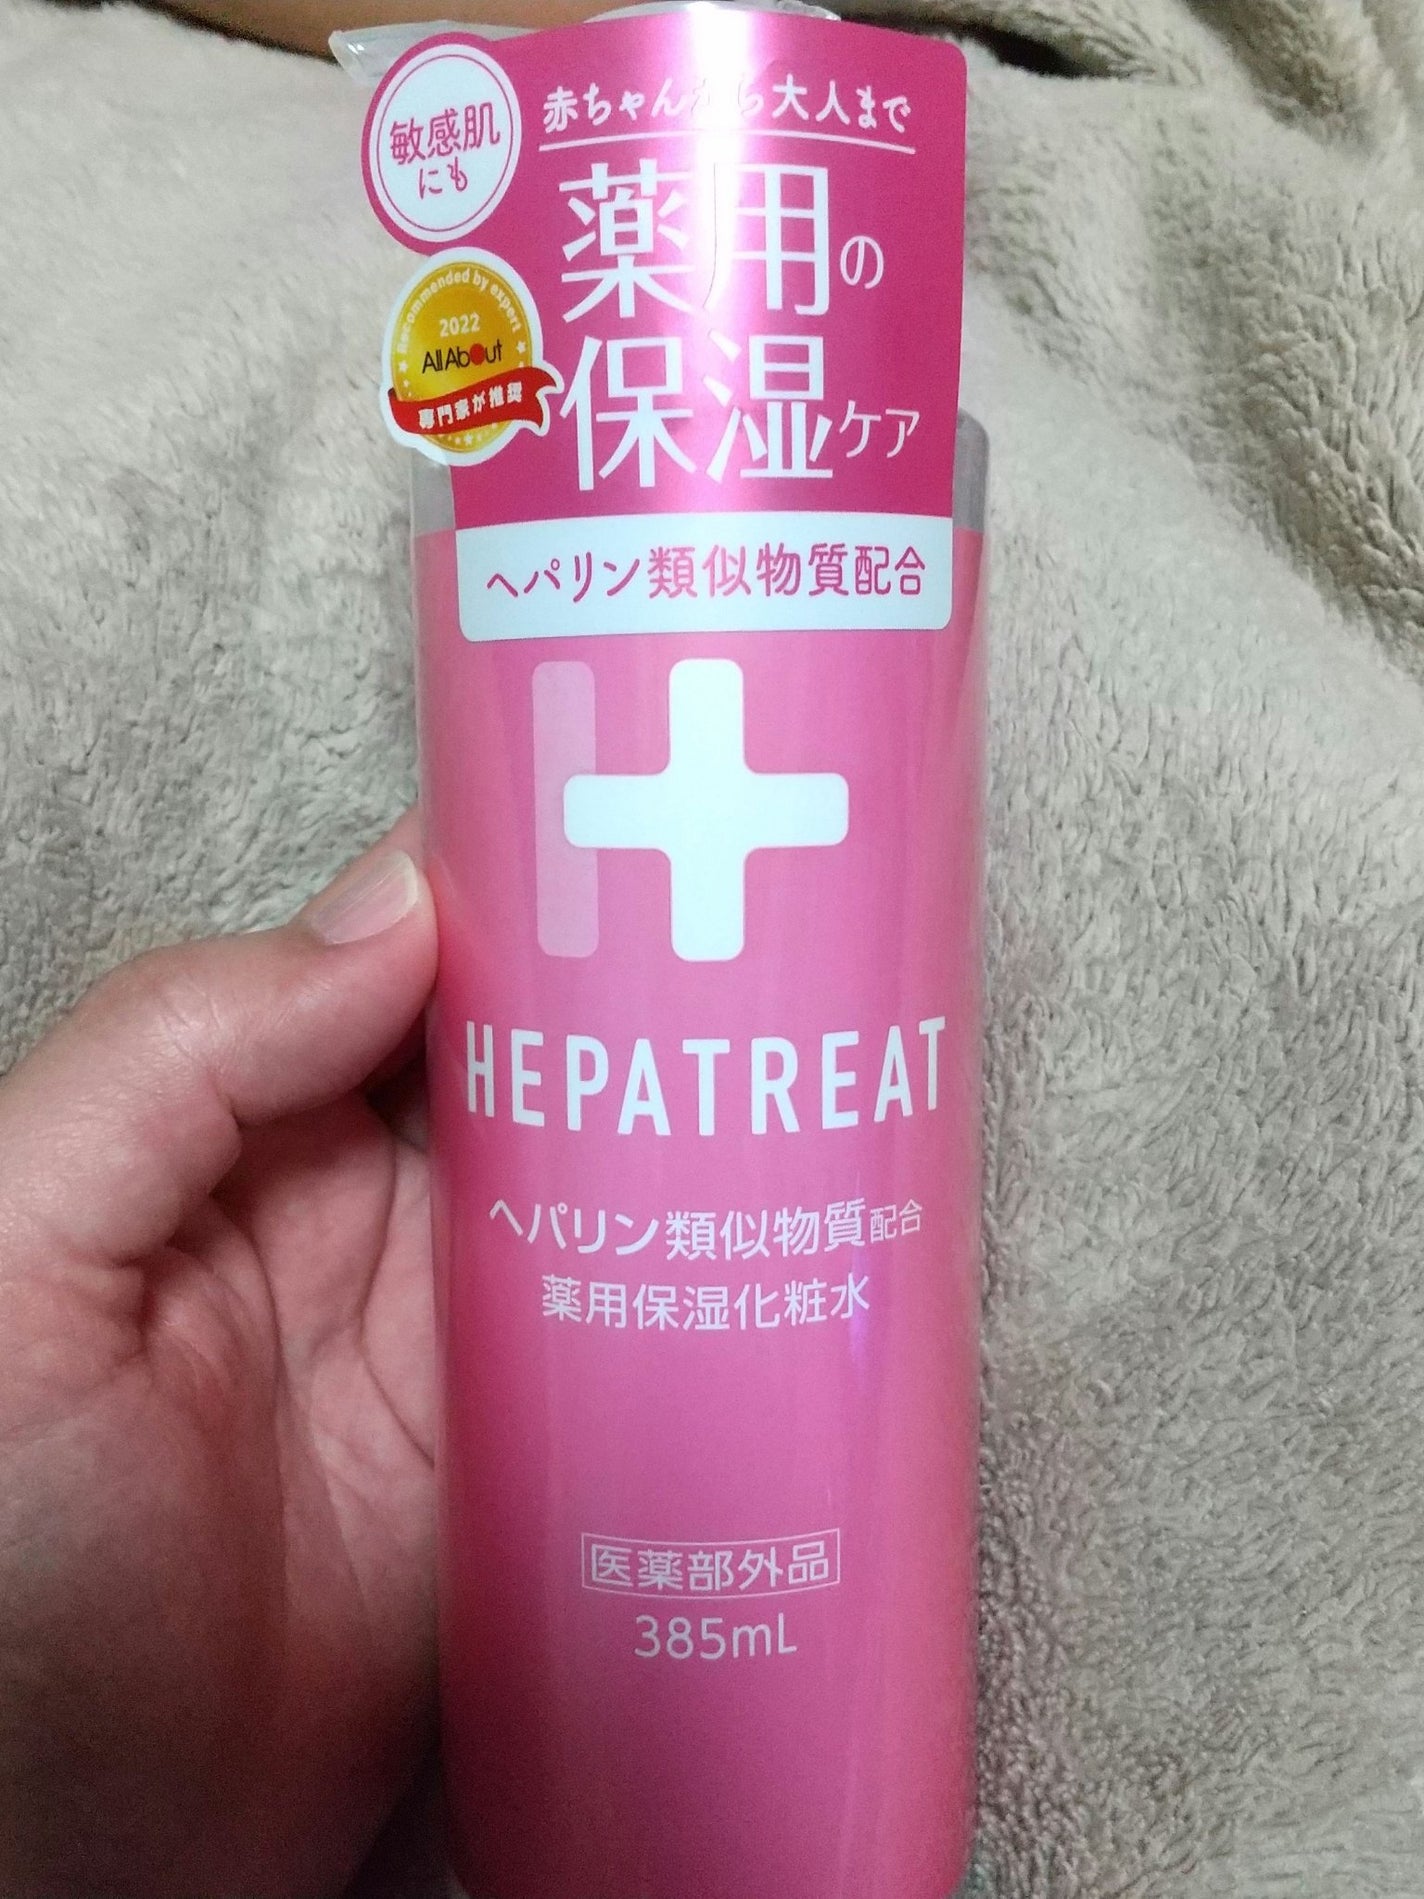 赤ちゃんから大人まで
敏感肌
にも
薬用の
保湿ケア
Recommended by expert
2022
All About
専門家が推奨
ヘパリン類似物質配合
HEPATREAT
ヘパリン類似物質配合
薬用保湿化粧水
医薬部外品
385mL